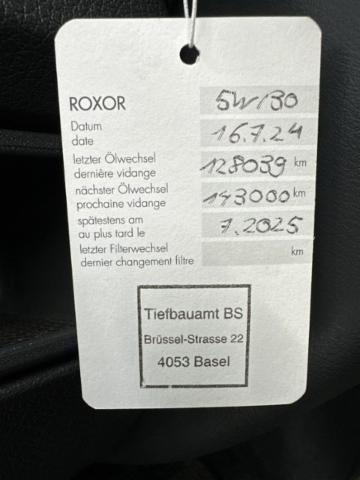 ROXOR 5W/30
Datum
date 16.7.24
letzter Ölwechsel
dernière vidange 128039 km
nächster Ölwechsel
prochaine vidange 143000 km
spätestens am
au plus tard le 7.2025
letzter Filterwechsel
dernier changement filtre km
Tiefbauamt BS
Brüssel-Strasse 22
4053 Basel